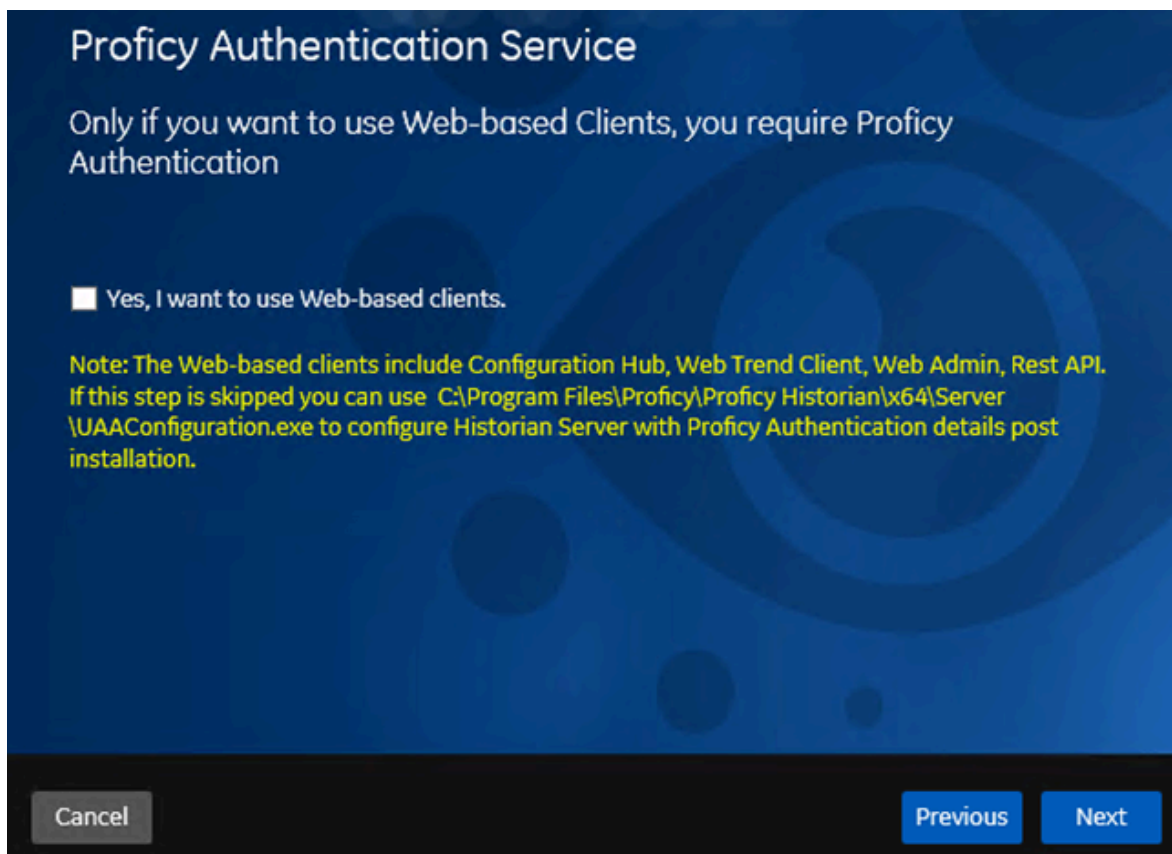 Proficy Authentication Service
Only if you want to use Web-based Clients, you require Proficy
Authentication
Yes, I want to use Web-based clients.
Note: The Web-based clients include Configuration Hub, Web Trend Client, Web Admin, Rest API.
If this step is skipped you can use C:\Program Files\Proficy\Proficy Historian\x64\Server
\UAAConfiguration.exe to configure Historian Server with Proficy Authentication details post
installation.
Cancel
Previous
Next